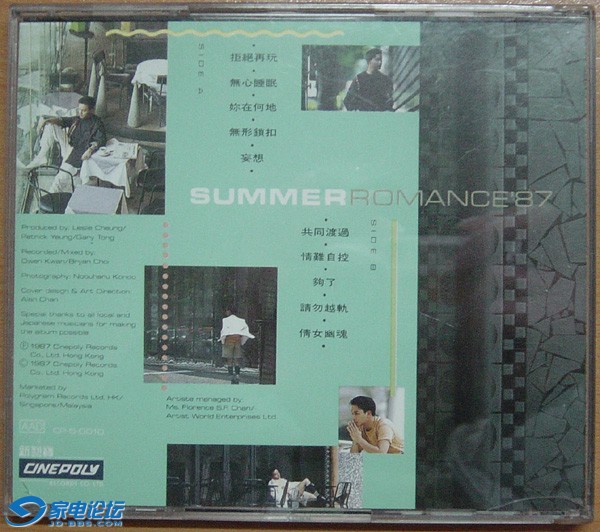 SIDE A
拒絕再玩
無心睡眠
妳在何地
無形鎖扣
妄想
SUMMER ROMANCE'87
SIDE B
共同渡過
情難自控
夠了
請勿越軌
倩女幽魂
Produced by: Leslie Cheung/
Patrick Yeung/Gary Tong
Recorded/Mixed by
Owen Kwan/Bryan Choi
Photography: Nobuharu Kondo
Cover design & Art Direction:
Alan Chan
Special thanks to all local and
Japanese musicians for making
the album possible
Ⓟ 1987 Cinepoly Records
Co., Ltd. Hong Kong
© 1987 Cinepoly Records
Co., Ltd. Hong Kong
Marketed by
Polygram Records Ltd. HK/
Singapore/Malaysia
Artiste managed by:
Ms. Florence S.F. Chan/
Artist World Enterprises Ltd
AAD
CINEPOLY
家电论坛
JD-BBS.COM